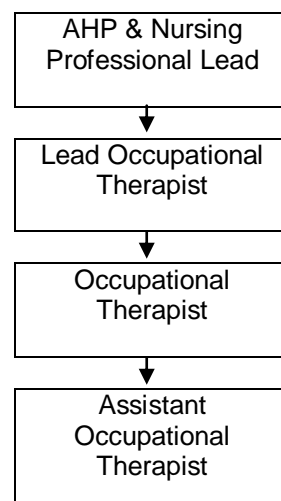 AHP & Nursing
Professional Lead
Lead Occupational
Therapist
Occupational
Therapist
Assistant
Occupational
Therapist